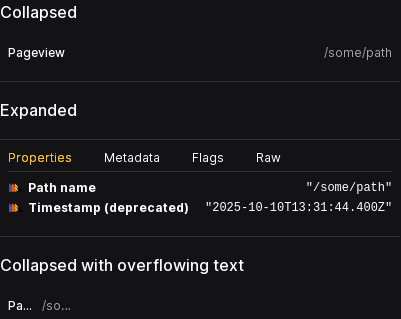 Collapsed
Pageview /some/path
Expanded
Properties Metadata Flags Raw
Path name "/some/path"
Timestamp (deprecated) "2025-10-10T13:31:44.400Z"
Collapsed with overflowing text
Pa... /so...